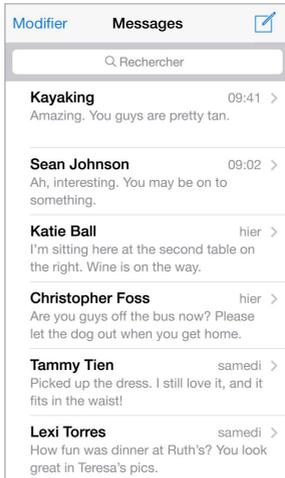 Modifier Messages
Rechercher
Kayaking 09:41
Amazing. You guys are pretty tan.
Sean Johnson 09:02
Ah, interesting. You may be on to
something.
Katie Ball hier
I'm sitting here at the second table on
the right. Wine is on the way.
Christopher Foss hier
Are you guys off the bus now? Please
let the dog out when you get home.
Tammy Tien samedi
Picked up the dress. I still love it, and it
fits in the waist!
Lexi Torres samedi
How fun was dinner at Ruth's? You look
great in Teresa's pics.